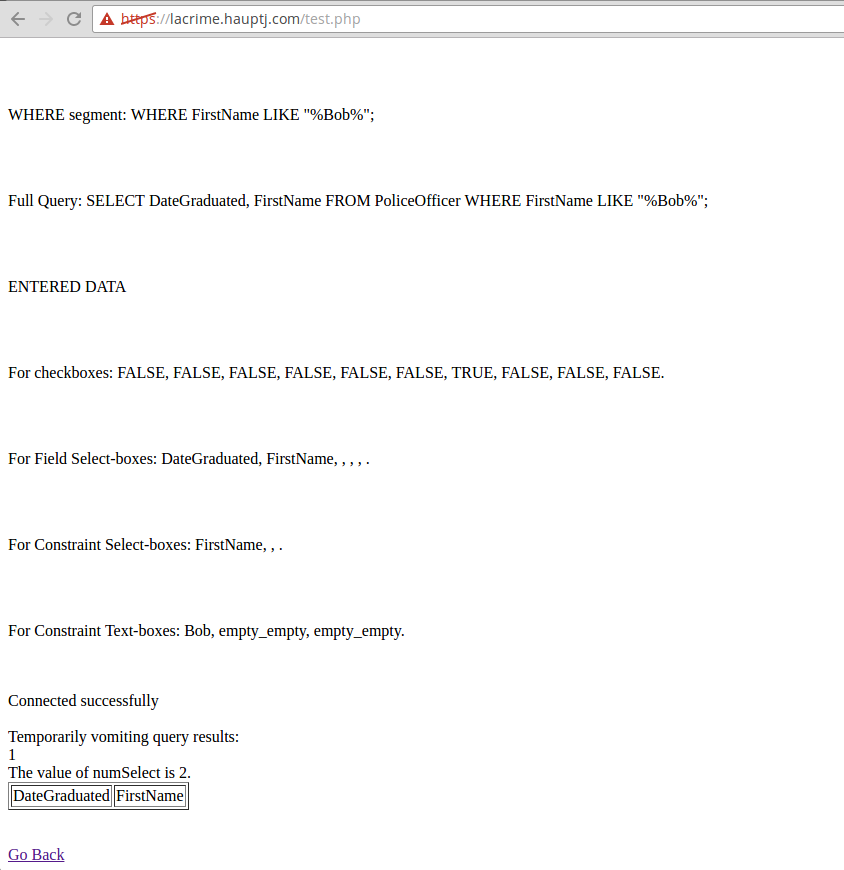 https://lacrime.hauptj.com/test.php
WHERE segment: WHERE FirstName LIKE "%Bob%";
Full Query: SELECT DateGraduated, FirstName FROM PoliceOfficer WHERE FirstName LIKE "%Bob%";
ENTERED DATA
For checkboxes: FALSE, FALSE, FALSE, FALSE, FALSE, FALSE, TRUE, FALSE, FALSE, FALSE.
For Field Select-boxes: DateGraduated, FirstName, , , , .
For Constraint Select-boxes: FirstName, , .
For Constraint Text-boxes: Bob, empty_empty, empty_empty.
Connected successfully
Temporarily vomiting query results:
1
The value of numSelect is 2.
DateGraduated FirstName
Go Back